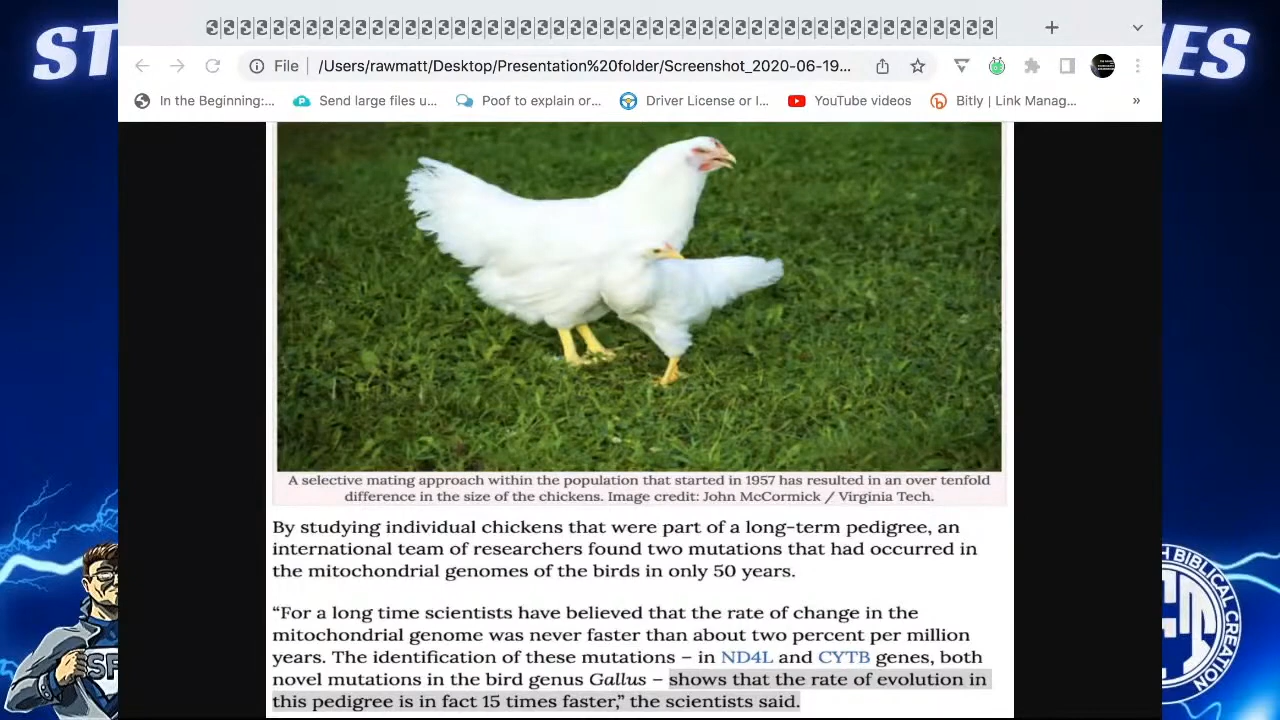 ST
ES
File
/Users/rawmatt/Desktop/Presentation%20folder/Screenshot_2020-06-19...
In the Beginning:...
Send large files u...
Poof to explain or...
Driver License or I...
YouTube videos
Bitly | Link Manag...
»
A selective mating approach within the population that started in 1957 has resulted in an over tenfold
difference in the size of the chickens. Image credit: John McCormick / Virginia Tech.
By studying individual chickens that were part of a long-term pedigree, an
international team of researchers found two mutations that had occurred in
the mitochondrial genomes of the birds in only 50 years.
“For a long time scientists have believed that the rate of change in the
mitochondrial genome was never faster than about two percent per million
years. The identification of these mutations – in ND4L and CYTB genes, both
novel mutations in the bird genus Gallus – shows that the rate of evolution in
this pedigree is in fact 15 times faster,” the scientists said.
SF
BIBLICAL CREATION